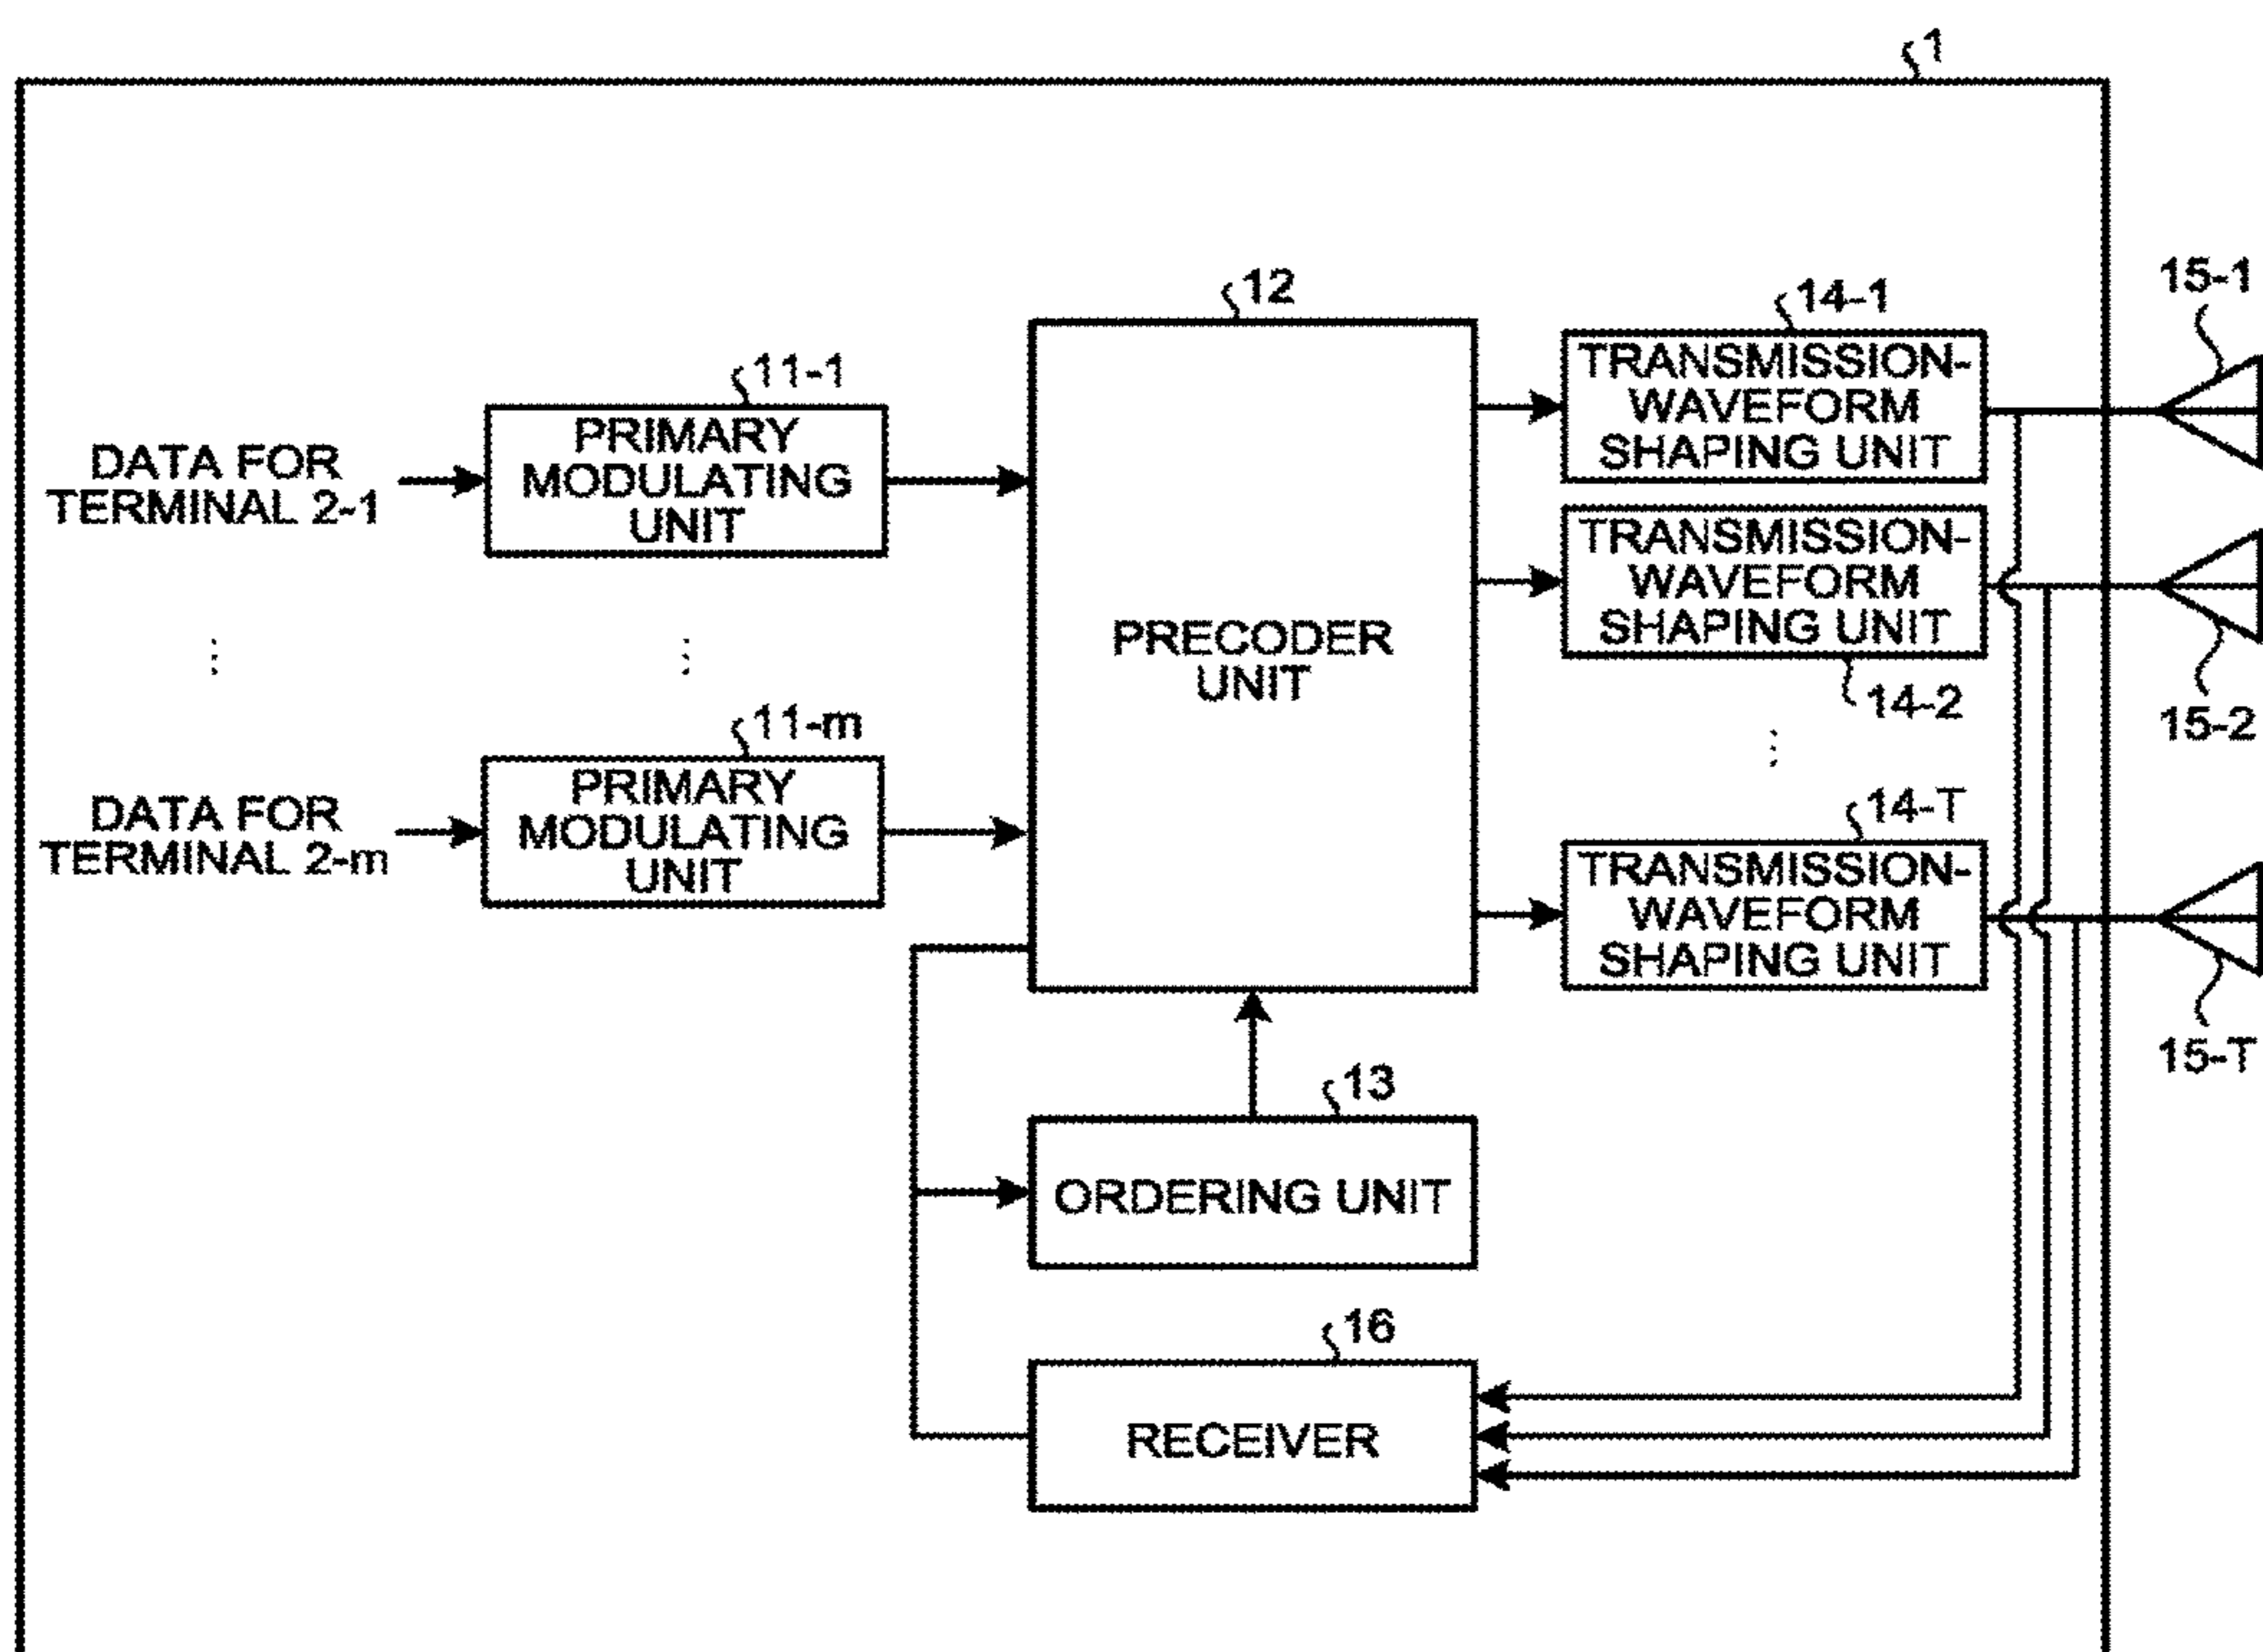 1
12
14-1
15-1
11-1
TRANSMISSION-
WAVEFORM
SHAPING UNIT
PRIMARY
MODULATING
UNIT
DATA FOR
TERMINAL 2-1
TRANSMISSION-
WAVEFORM
SHAPING UNIT
PRECODER
UNIT
14-2
15-2
11-m
PRIMARY
MODULATING
UNIT
DATA FOR
TERMINAL 2-m
14-T
TRANSMISSION-
WAVEFORM
SHAPING UNIT
15-T
13
ORDERING UNIT
16
RECEIVER